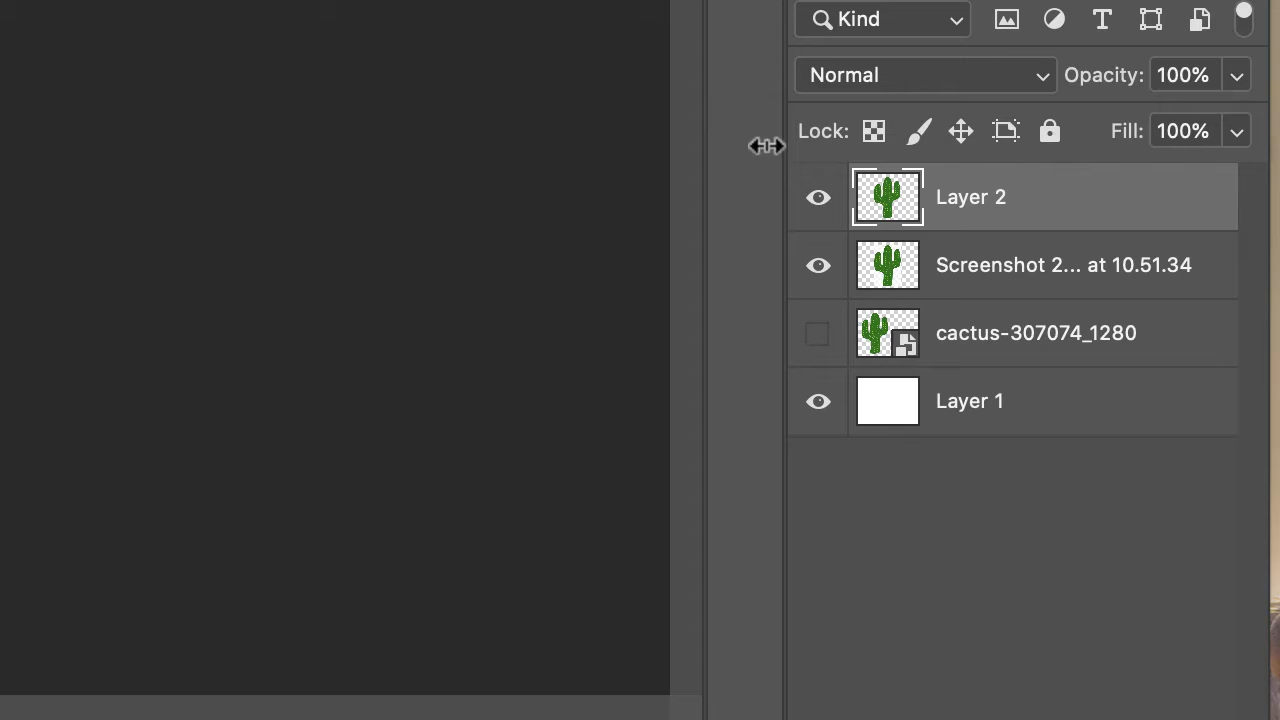 Kind
Normal Opacity: 100%
Lock: Fill: 100%
Layer 2
Screenshot 2... at 10.51.34
cactus-307074_1280
Layer 1